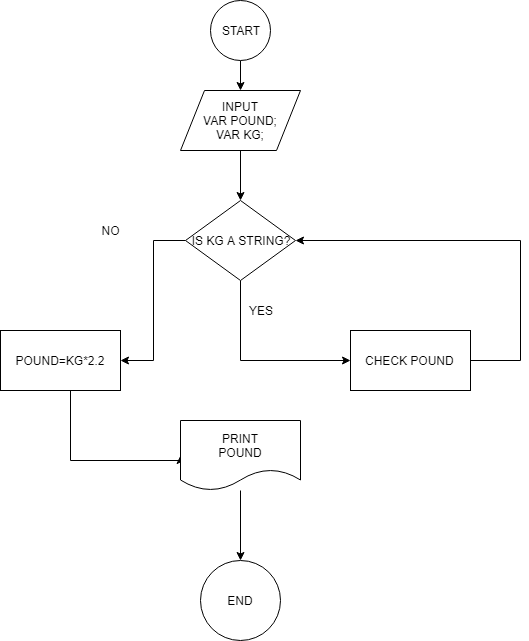 START
INPUT
VAR POUND;
VAR KG;
NO
IS KG A STRING?
YES
POUND=KG*2.2
CHECK POUND
PRINT
POUND
END